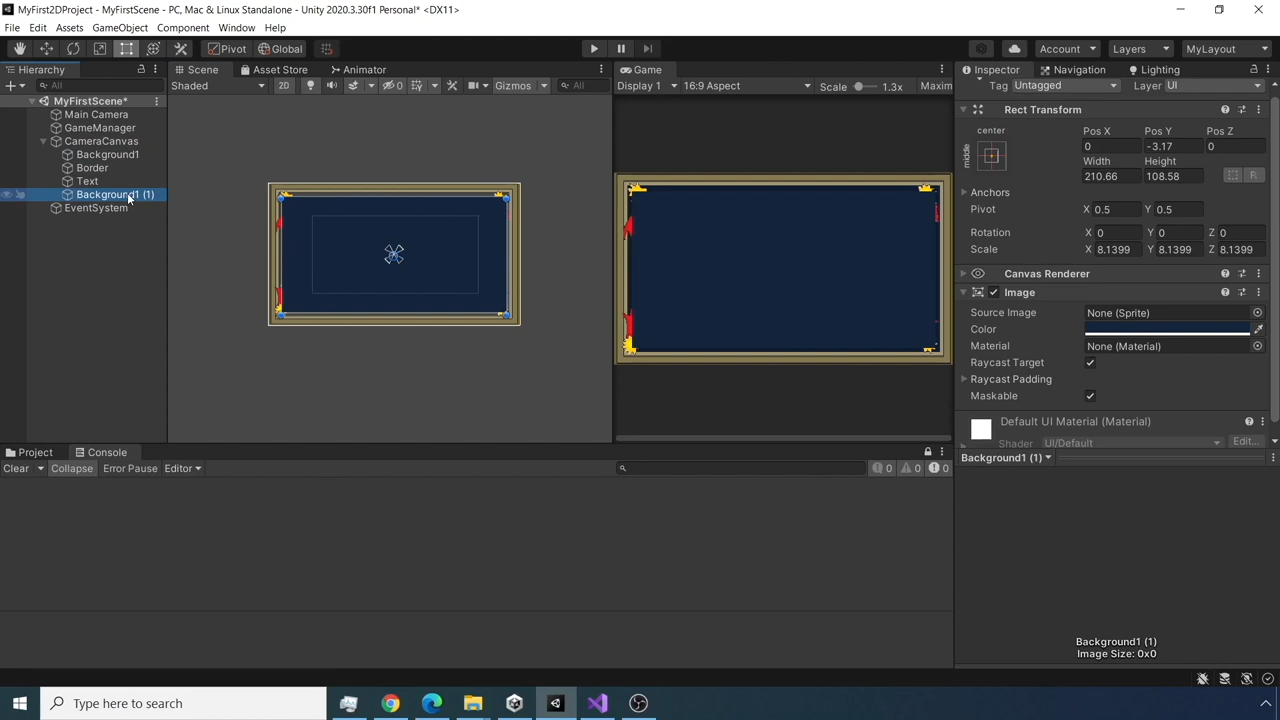 MyFirst2DProject - MyFirstScene - PC, Mac & Linux Standalone - Unity 2020.3.30f1 Personal* <DX11>
File Edit Assets GameObject Component Window Help
Pivot Global Account Layers MyLayout
Hierarchy Scene Asset Store Animator Game Inspector Navigation Lighting
All Shaded 2D 0 Gizmos All Display 1 16:9 Aspect Scale 1.3x Maxim Tag Untagged Layer UI
MyFirstScene*
Main Camera
GameManager
CameraCanvas
Background1
Border
Text
Background1 (1)
EventSystem
Rect Transform
center
middle
Pos X Pos Y Pos Z
0 -3.17 0
Width Height
210.66 108.58 R
Anchors
Pivot X 0.5 Y 0.5
Rotation X 0 Y 0 Z 0
Scale X 8.1399 Y 8.1399 Z 8.1399
Canvas Renderer
Image
Source Image None (Sprite)
Color
Material None (Material)
Raycast Target
Raycast Padding
Maskable
Default UI Material (Material)
Shader UI/Default Edit...
Project Console
Clear Collapse Error Pause Editor 0 0 0
Background1 (1)
Background1 (1)
Image Size: 0x0
Type here to search